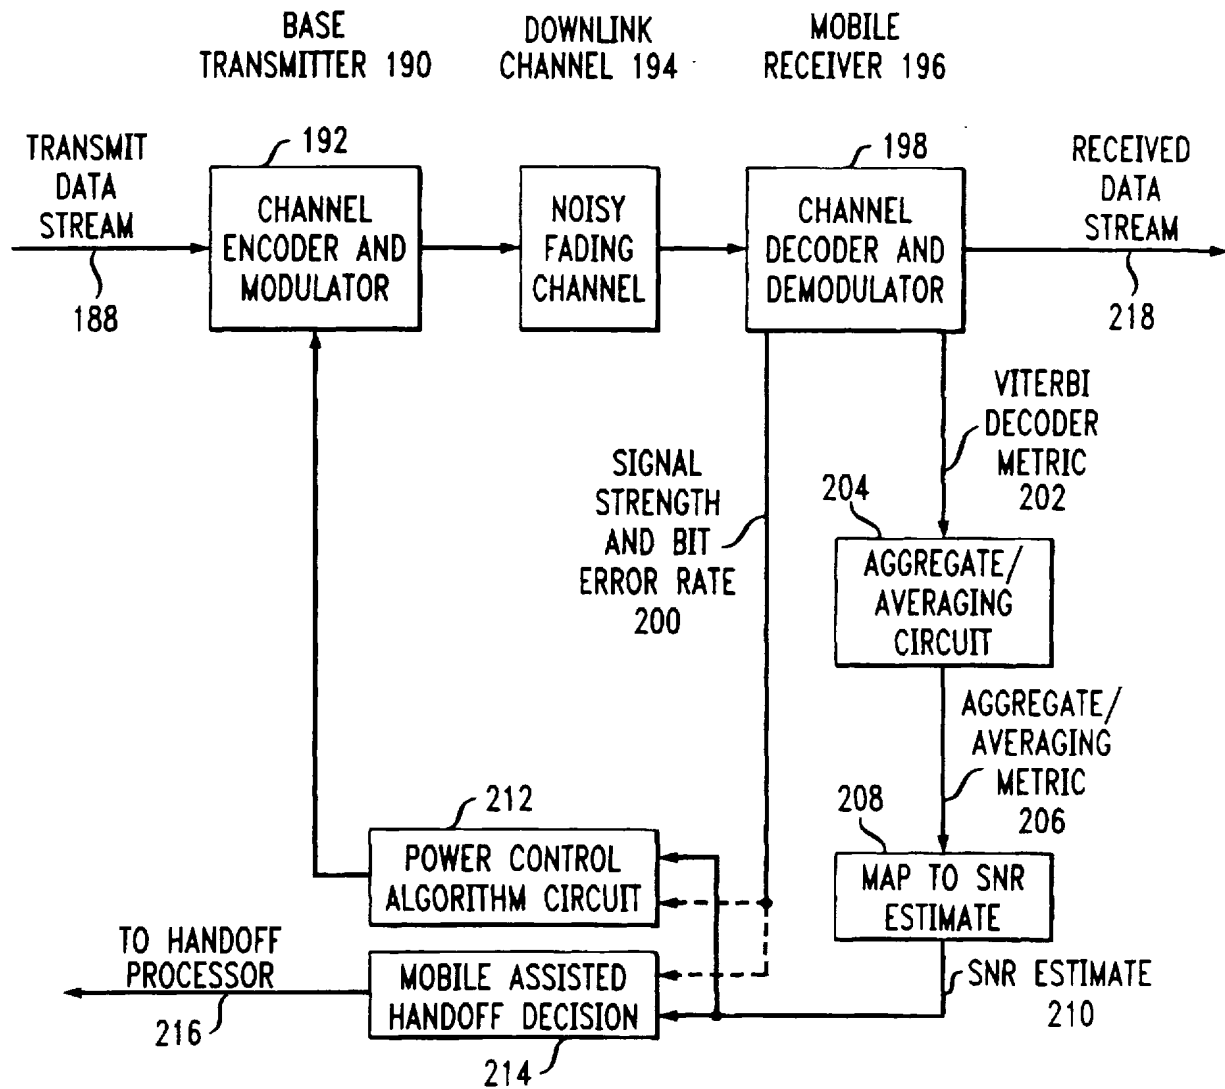 BASE
TRANSMITTER 190
DOWNLINK
CHANNEL 194
MOBILE
RECEIVER 196
TRANSMIT
DATA
STREAM
188
192
CHANNEL
ENCODER AND
MODULATOR
NOISY
FADING
CHANNEL
198
CHANNEL
DECODER AND
DEMODULATOR
RECEIVED
DATA
STREAM
218
VITERBI
DECODER
METRIC
202
SIGNAL
STRENGTH
AND BIT
ERROR RATE
200
204
AGGREGATE/
AVERAGING
CIRCUIT
AGGREGATE/
AVERAGING
METRIC
206
208
MAP TO SNR
ESTIMATE
SNR ESTIMATE
210
212
POWER CONTROL
ALGORITHM CIRCUIT
MOBILE ASSISTED
HANDOFF DECISION
214
TO HANDOFF
PROCESSOR
216